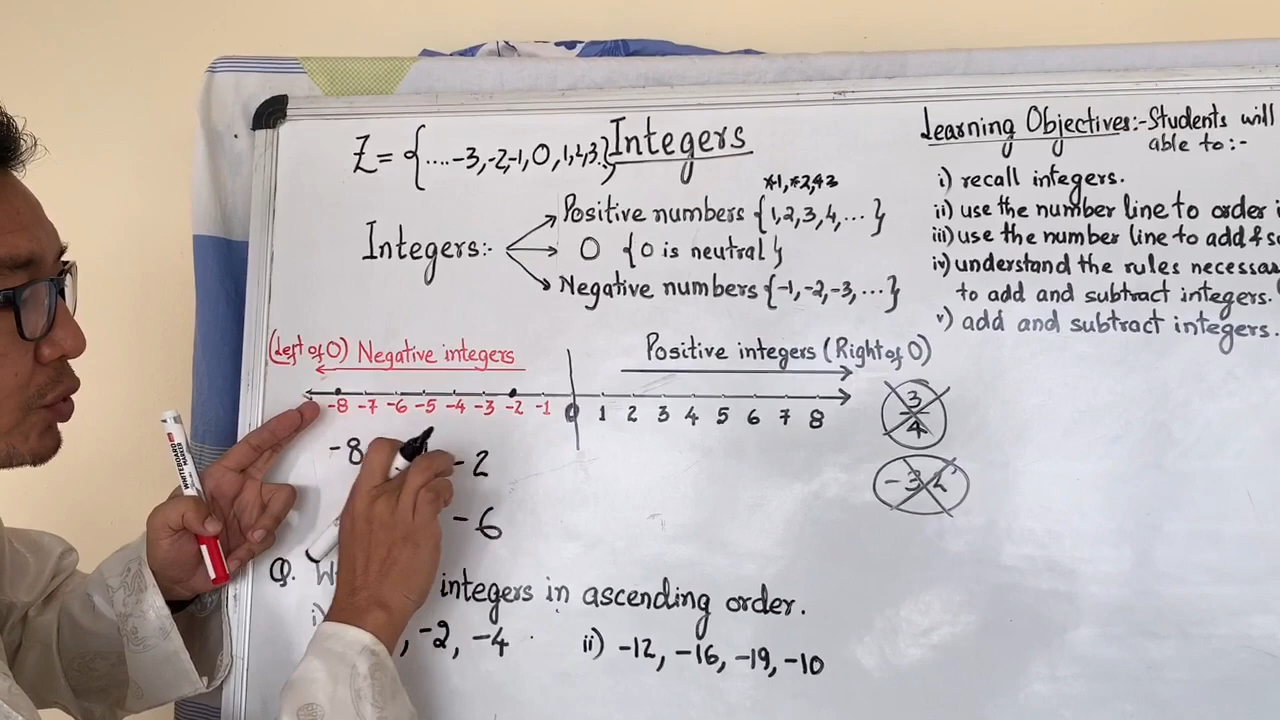 Z = {....-3,-2,-1,0,1,2,3..}, Integers
Integers:-
+1,+2,+3
Positive numbers {1,2,3,4,...}
0 {0 is neutral}
Negative numbers {-1,-2,-3,...}
Learning Objectives:- Students will
able to:-
i) recall integers.
ii) use the number line to order
iii) use the number line to add &
iv) understand the rules
to add and subtract integers.
v) add and subtract integers.
(Left of 0) Negative integers
Positive integers (Right of 0)
-8 -7 -6 -5 -4 -3 -2 -1 0 1 2 3 4 5 6 7 8
3
4
-8 -2
-3
-6
Q. integers in ascending order.
i) , -2, -4
ii) -12, -16, -19, -10
WHITEBOARD
MARKER